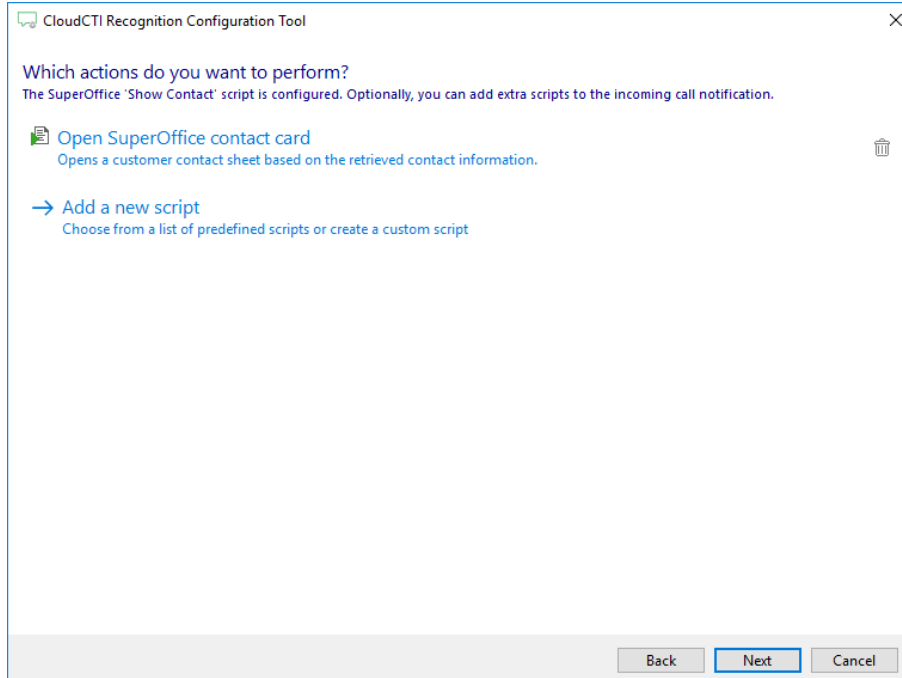 CloudCTI Recognition Configuration Tool
Which actions do you want to perform?
The SuperOffice 'Show Contact' script is configured. Optionally, you can add extra scripts to the incoming call notification.
Open SuperOffice contact card
Opens a customer contact sheet based on the retrieved contact information.
Add a new script
Choose from a list of predefined scripts or create a custom script
Back Next Cancel